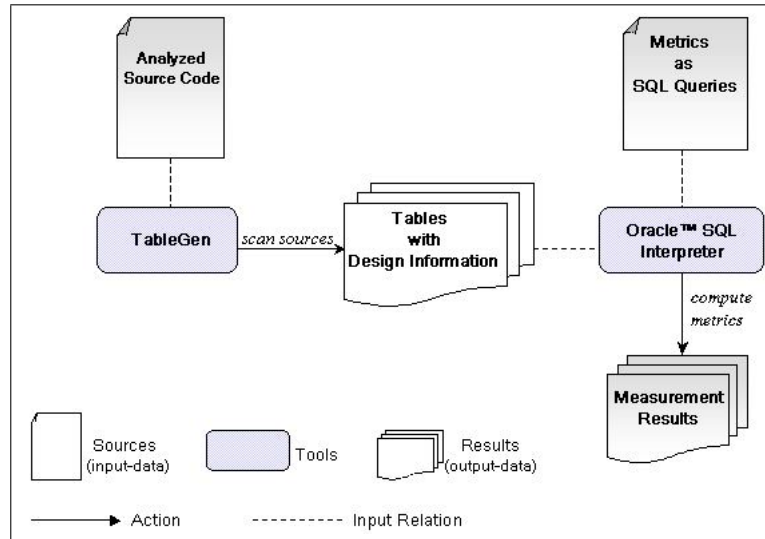 Analyzed
Source Code
Metrics
as
SQL Queries
TableGen
scan sources
Tables
with
Design Information
Oracle™ SQL
Interpreter
compute
metrics
Measurement
Results
Sources
(input-data)
Tools
Results
(output-data)
Action
Input Relation